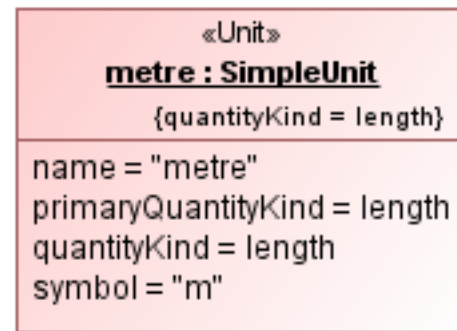 «Unit»
metre : SimpleUnit
{quantityKind = length}
name = "metre"
primaryQuantityKind = length
quantityKind = length
symbol = "m"